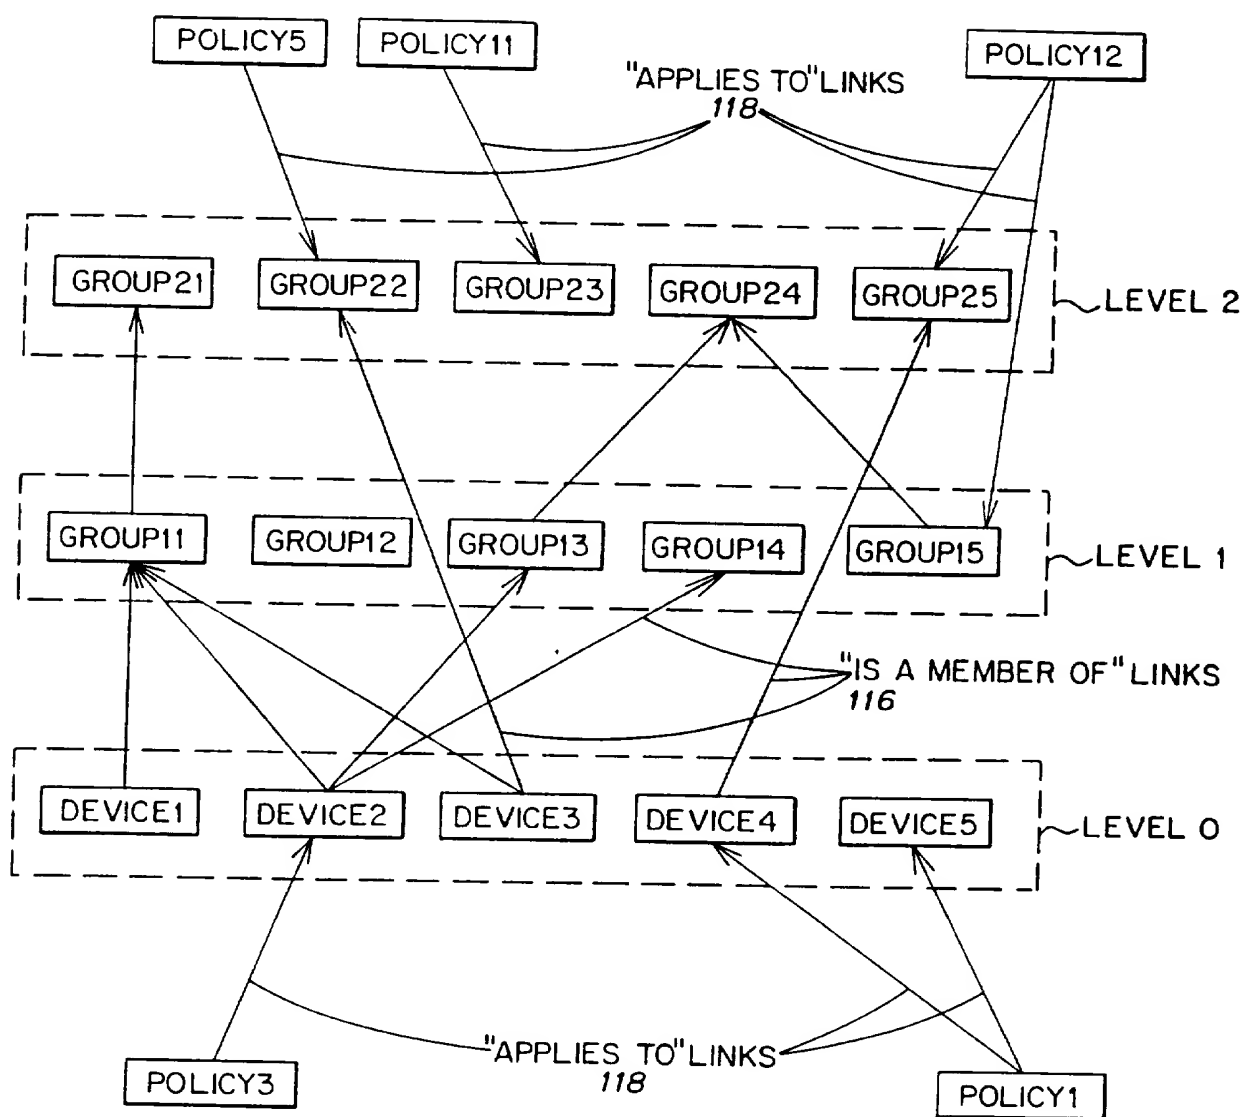 POLICY5
POLICY11
POLICY12
"APPLIES TO" LINKS
118
GROUP21
GROUP22
GROUP23
GROUP24
GROUP25
LEVEL 2
GROUP11
GROUP12
GROUP13
GROUP14
GROUP15
LEVEL 1
"IS A MEMBER OF" LINKS
116
DEVICE1
DEVICE2
DEVICE3
DEVICE4
DEVICE5
LEVEL 0
"APPLIES TO" LINKS
118
POLICY3
POLICY1